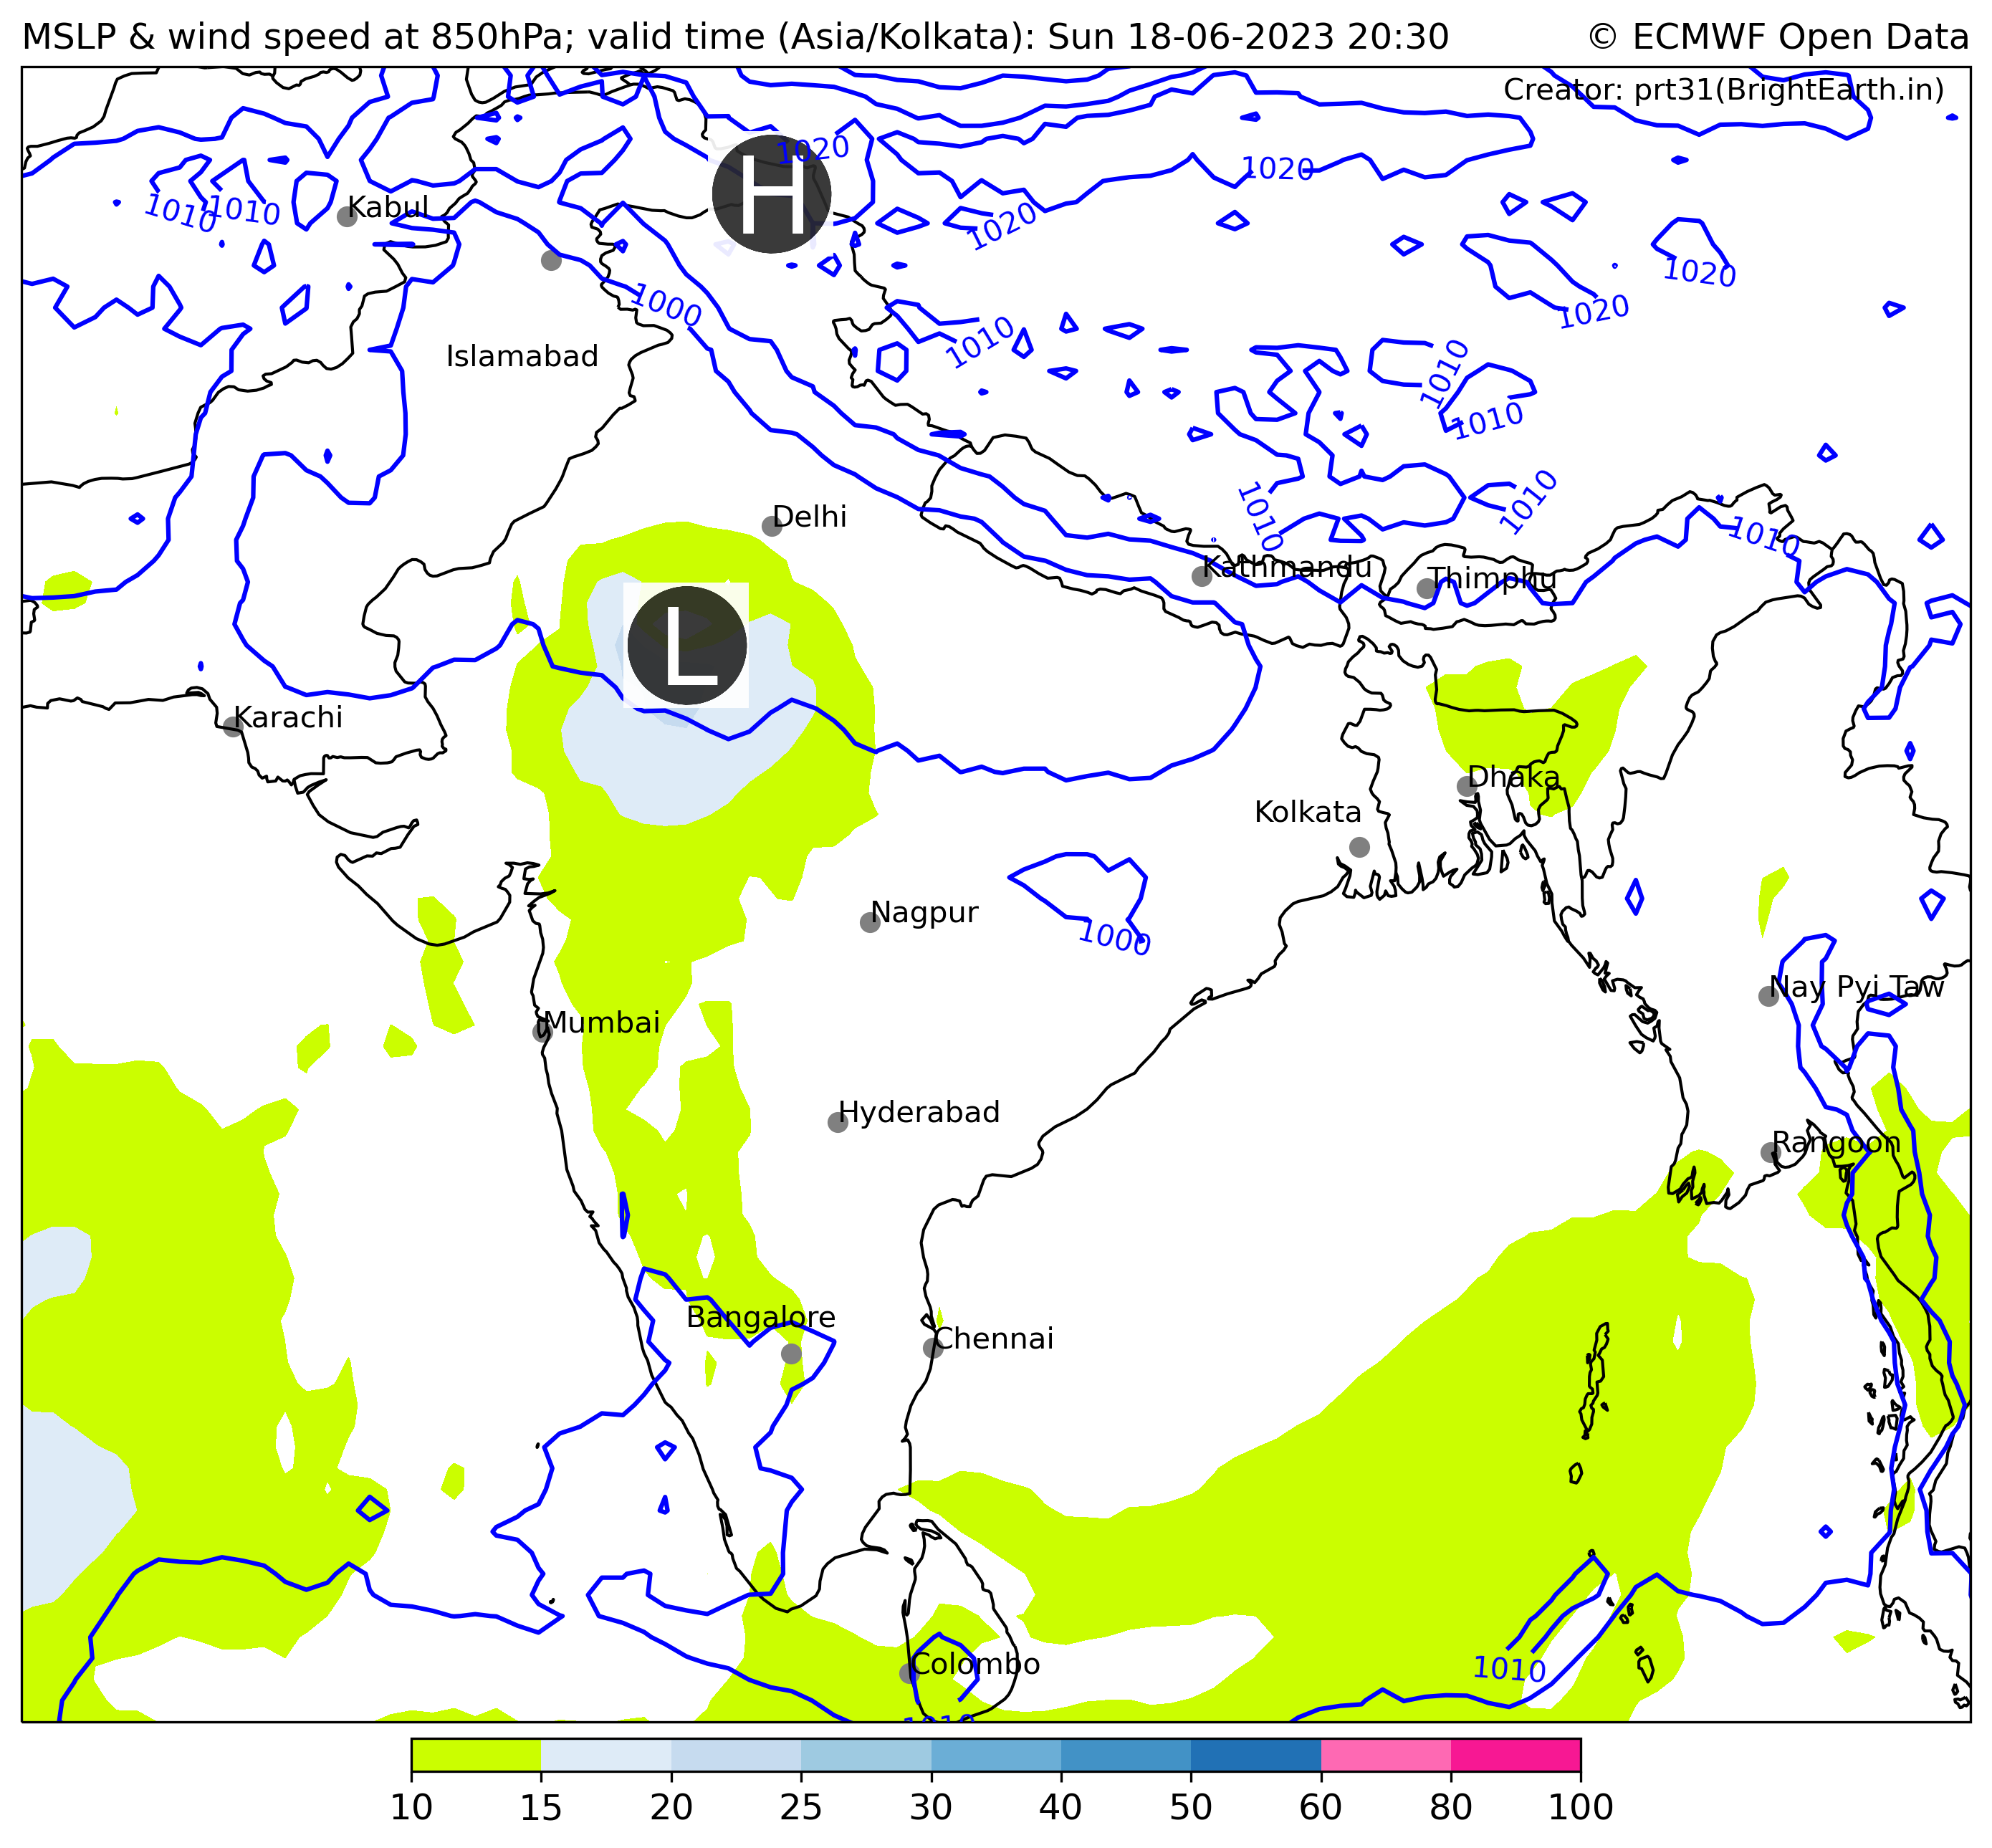 MSLP & wind speed at 850hPa; valid time (Asia/Kolkata): Sun 18-06-2023 20:30
© ECMWF Open Data
Creator: prt31(BrightEarth.in)
H
1020
1020
1010
1010
Kabul
1020
1020
1020
1000
1010
Islamabad
1010
1010
1010
1010
Delhi
1010
Kathmandu
Thimphu
L
Karachi
Dhaka
Kolkata
Nagpur
1000
Nay Pyi Taw
Mumbai
Hyderabad
Rangoon
Bangalore
Chennai
Colombo
1010
1010
10 15 20 25 30 40 50 60 80 100